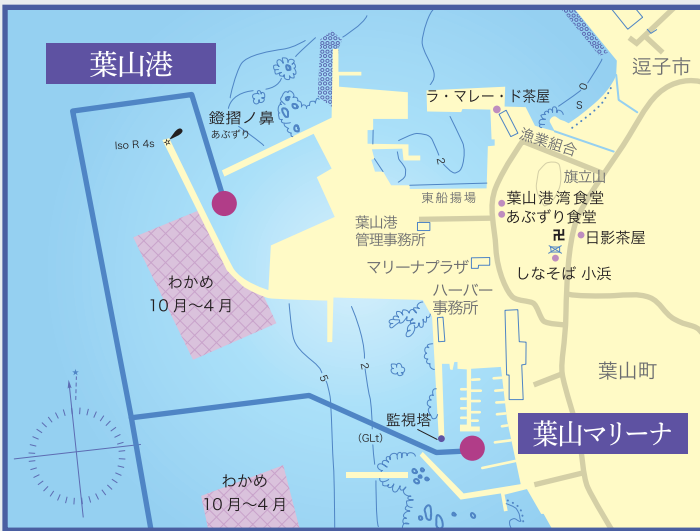 葉山港
逗子市
ラ・マレー・ド茶屋
鐙摺ノ鼻
あぶずり
Iso R 4s
漁業組合
旗立山
東船揚場
葉山港湾食堂
あぶずり食堂
葉山港
管理事務所
卍
日影茶屋
マリーナプラザ
しなそば 小浜
わかめ
10月～4月
ハーバー
事務所
葉山町
監視塔
(GLt)
葉山マリーナ
わかめ
10月～4月
0
S
2
5
2